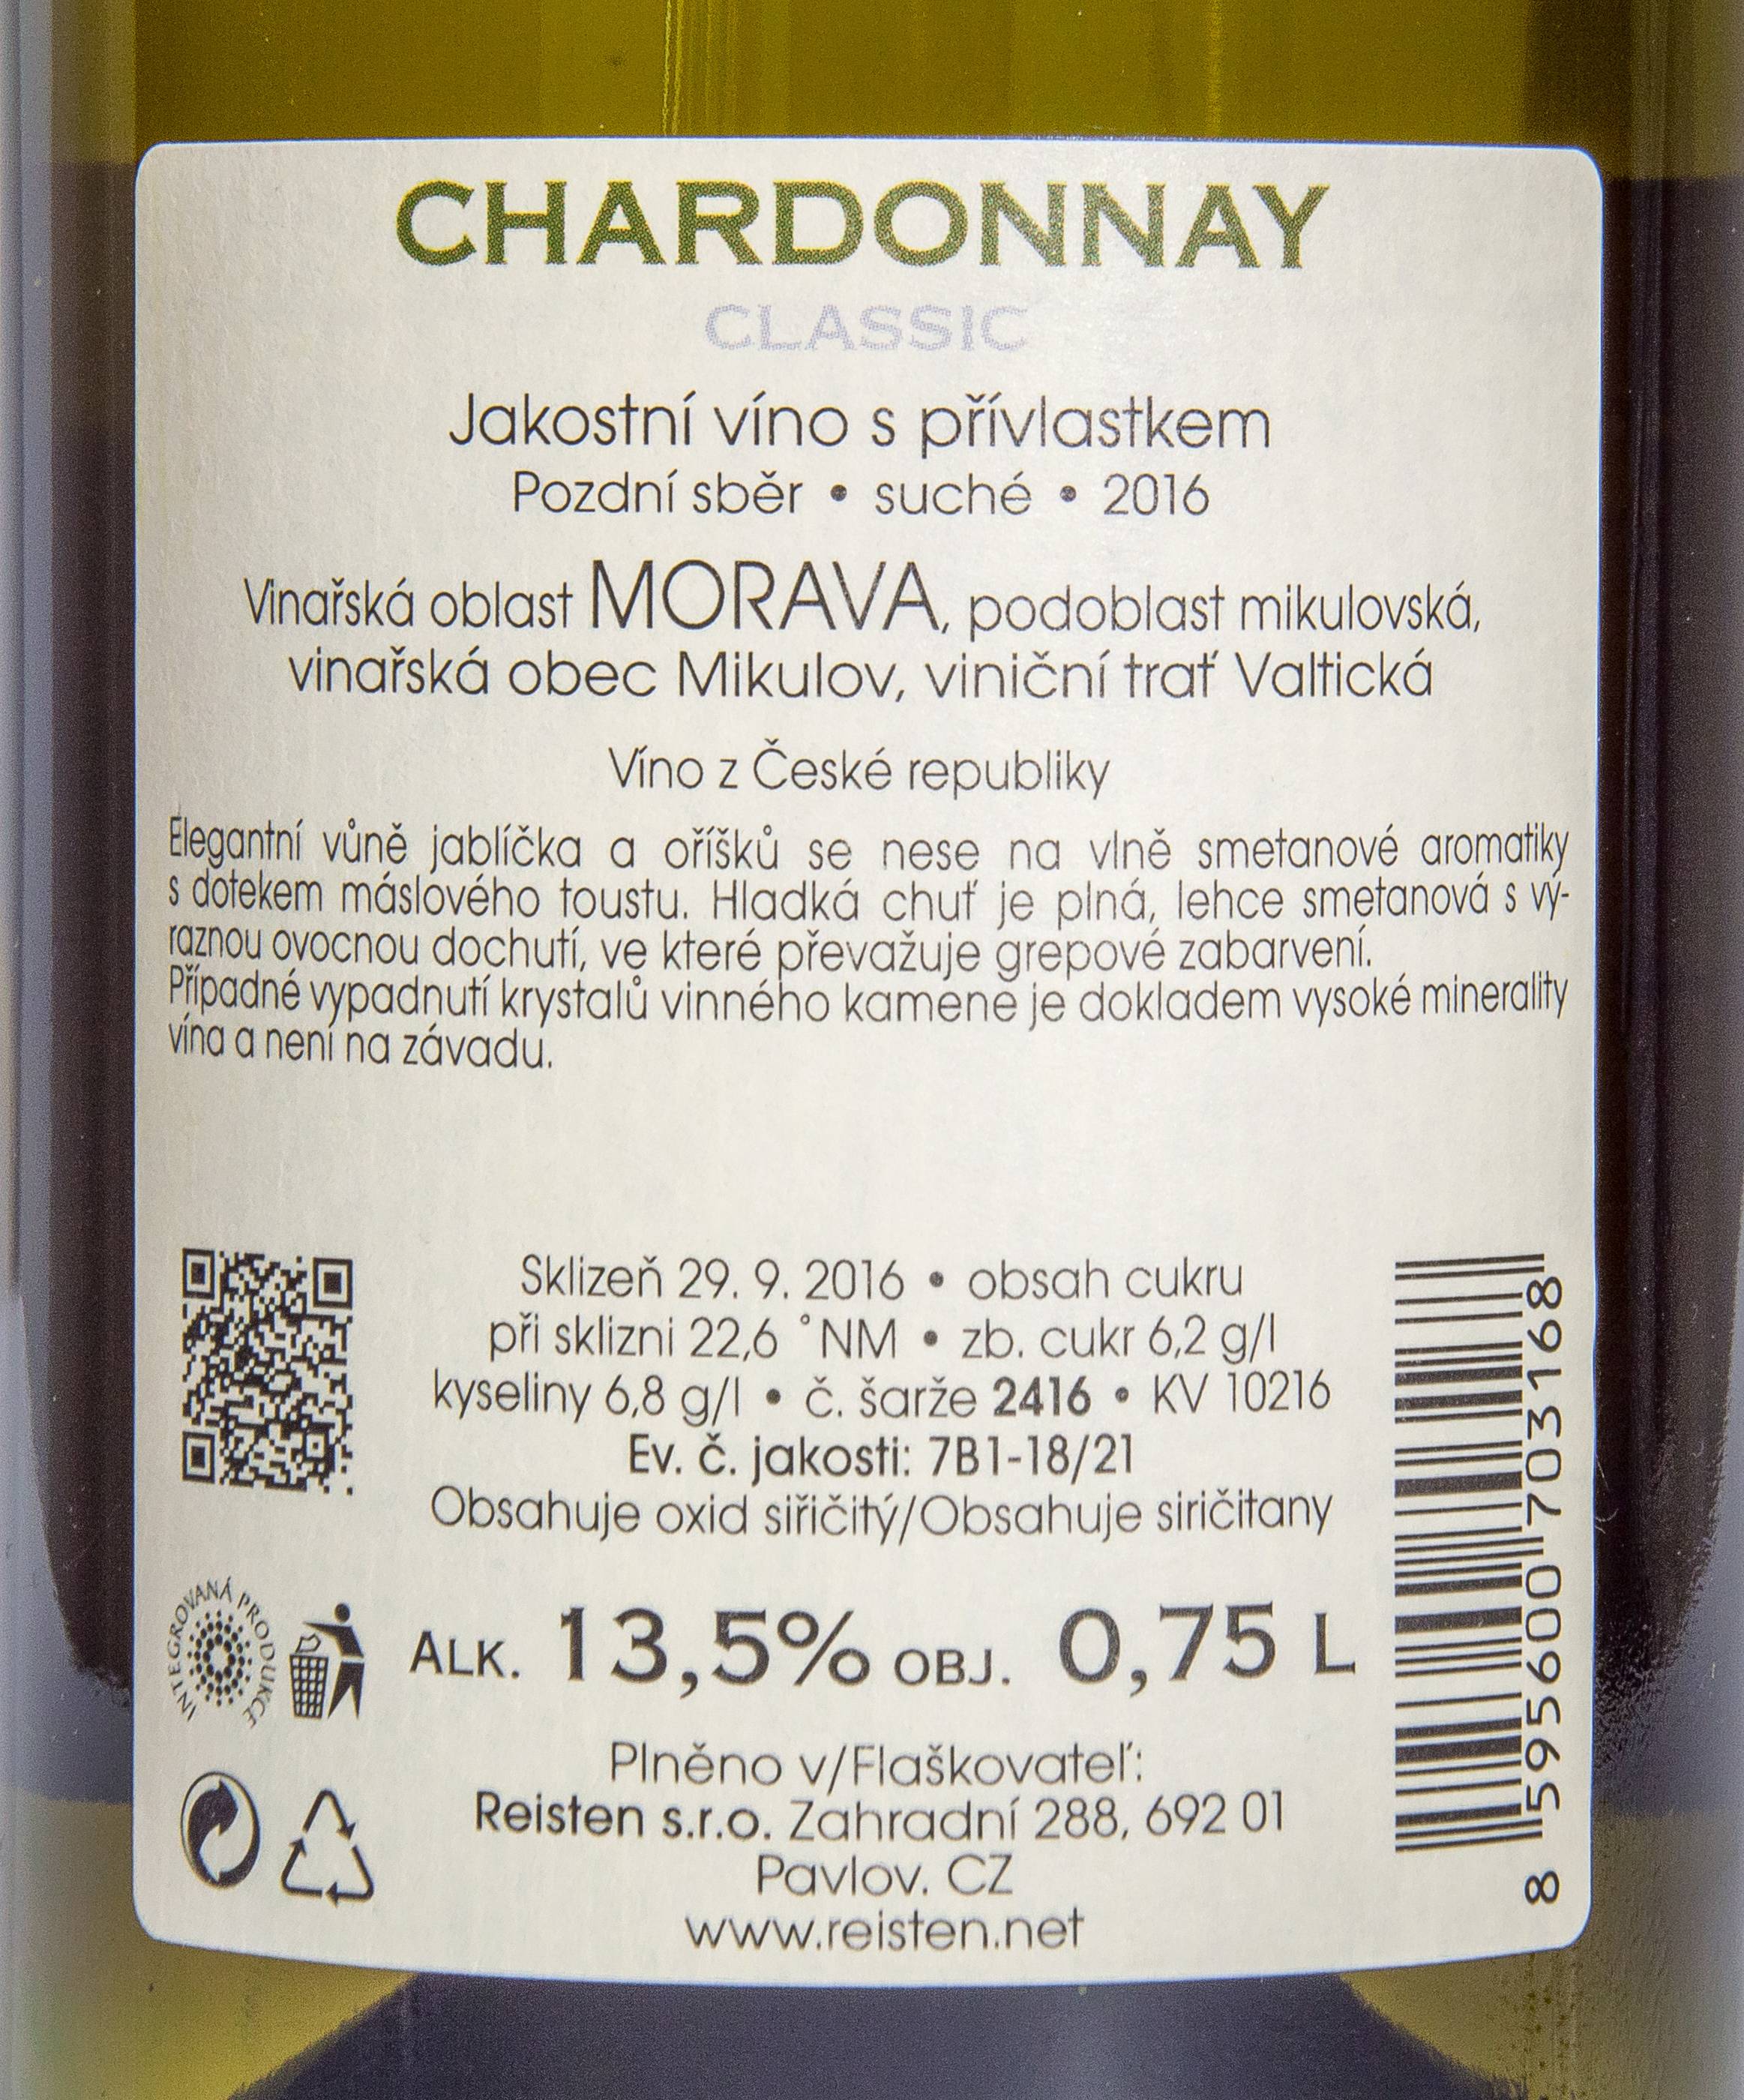 CHARDONNAY
CLASSIC
Jakostní víno s přívlastkem
Pozdní sběr • suché • 2016
Vinařská oblast MORAVA, podoblast mikulovská,
vinařská obec Mikulov, viniční trať Valtická
Víno z České republiky
Elegantní vůně jablíčka a oříšků se nese na vlně smetanové aromatiky
s dotekem máslového toustu. Hladká chuť je plná, lehce smetanová s vý-
raznou ovocnou dochutí, ve které převažuje grepové zabarvení.
Případné vypadnutí krystalů vinného kamene je dokladem vysoké minerality
vína a není na závadu.
Sklizeň 29. 9. 2016 • obsah cukru
při sklizni 22,6 °NM • zb. cukr 6,2 g/l
kyseliny 6,8 g/l • č. šarže 2416 • KV 10216
Ev. č. jakosti: 7B1-18/21
Obsahuje oxid siřičitý/Obsahuje siričitany
INTEGROVANÁ PRODUKCE
ALK. 13,5% OBJ. 0,75 L
Plněno v/Flaškovateľ:
Reisten s.r.o. Zahradní 288, 692 01
Pavlov. CZ
www.reisten.net
8 595600 703168